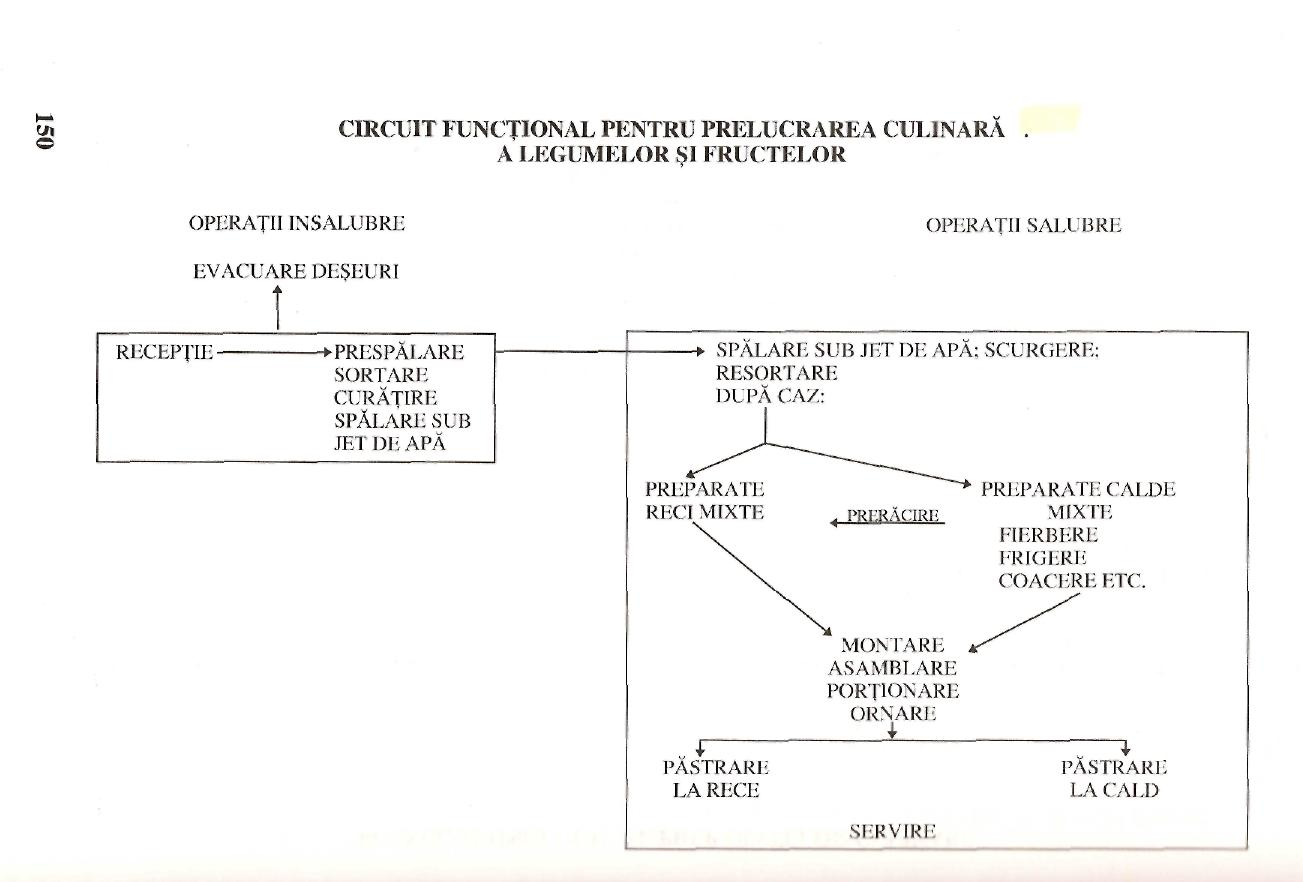 150
CIRCUIT FUNCȚIONAL PENTRU PRELUCRAREA CULINARĂ .
A LEGUMELOR ȘI FRUCTELOR
OPERAȚII INSALUBRE
OPERAȚII SALUBRE
EVACUARE DEȘEURI
RECEPȚIE
PRESPĂLARE
SORTARE
CURĂȚIRE
SPĂLARE SUB
JET DE APĂ
SPĂLARE SUB JET DE APĂ; SCURGERE;
RESORTARE
DUPĂ CAZ:
PREPARATE
RECI MIXTE
PRERĂCIRE
PREPARATE CALDE
MIXTE
FIERBERE
FRIGERE
COACERE ETC.
MONTARE
ASAMBLARE
PORȚIONARE
ORNARE
PĂSTRARE
LA RECE
PĂSTRARE
LA CALD
SERVIRE